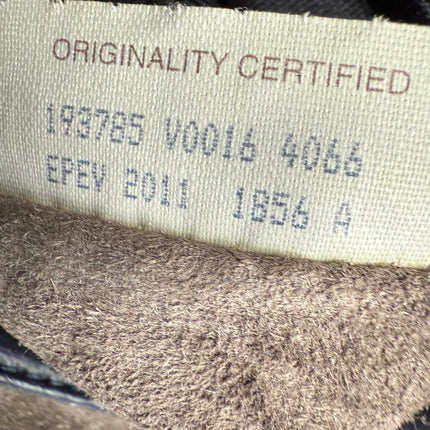 ORIGINALITY CERTIFIED
193785 V0016 4066
EPEV 2011 1856 A